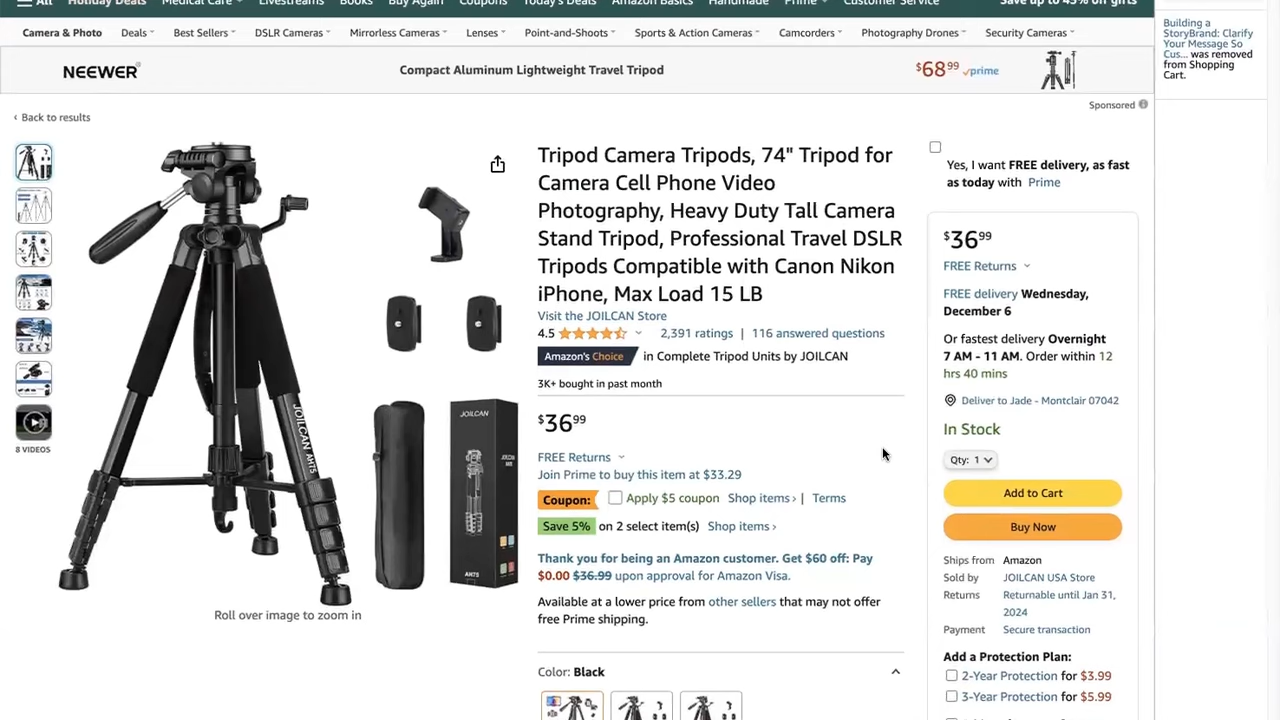 All
Holiday Deals
Medical Care
Livestreams
Books
Buy Again
Coupons
Today's Deals
Amazon Basics
Handmade
Prime
Customer Service
Save up to 45% on gifts
Camera & Photo
Deals
Best Sellers
DSLR Cameras
Mirrorless Cameras
Lenses
Point-and-Shoots
Sports & Action Cameras
Camcorders
Photography Drones
Security Cameras
NEEWER®
Compact Aluminum Lightweight Travel Tripod
$68 99 prime
Sponsored
‹ Back to results
8 VIDEOS
JOILCAN AHT5
JOILCAN
Roll over image to zoom in
Tripod Camera Tripods, 74" Tripod for
Camera Cell Phone Video
Photography, Heavy Duty Tall Camera
Stand Tripod, Professional Travel DSLR
Tripods Compatible with Canon Nikon
iPhone, Max Load 15 LB
Visit the JOILCAN Store
4.5 2,391 ratings | 116 answered questions
Amazon's Choice in Complete Tripod Units by JOILCAN
3K+ bought in past month
$36 99
FREE Returns
Join Prime to buy this item at $33.29
Coupon: Apply $5 coupon Shop items › | Terms
Save 5% on 2 select item(s) Shop items ›
Thank you for being an Amazon customer. Get $60 off: Pay
$0.00 $36.99 upon approval for Amazon Visa.
Available at a lower price from other sellers that may not offer
free Prime shipping.
Color: Black
Yes, I want FREE delivery, as fast
as today with Prime
$36 99
FREE Returns
FREE delivery Wednesday,
December 6
Or fastest delivery Overnight
7 AM - 11 AM. Order within 12
hrs 40 mins
Deliver to Jade - Montclair 07042
In Stock
Qty: 1
Add to Cart
Buy Now
Ships from Amazon
Sold by JOILCAN USA Store
Returns Returnable until Jan 31,
2024
Payment Secure transaction
Add a Protection Plan:
2-Year Protection for $3.99
3-Year Protection for $5.99
Building a
StoryBrand: Clarify
Your Message So
Cus... was removed
from Shopping
Cart.